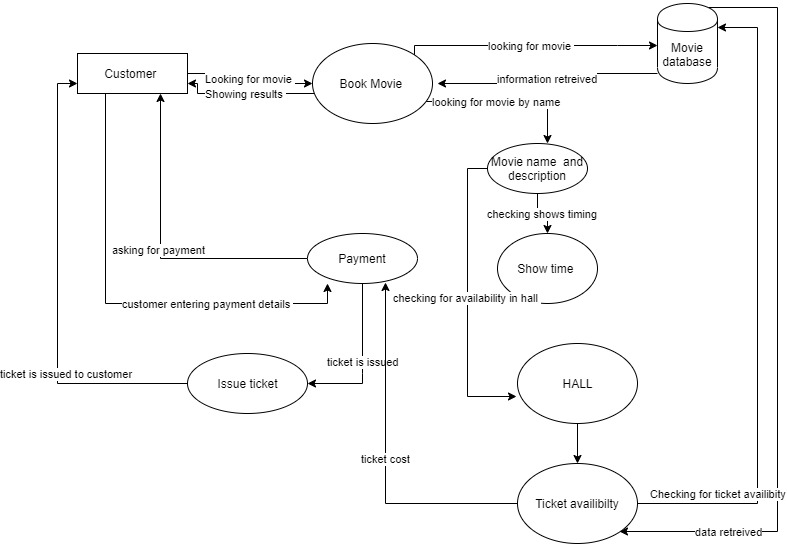 looking for movie
Movie
database
Customer
Looking for movie
Book Movie
information retreived
Showing results
looking for movie by name
Movie name and
description
checking shows timing
asking for payment
Payment
Show time
customer entering payment details
checking for availability in hall
ticket is issued
ticket is issued to customer
Issue ticket
HALL
ticket cost
Checking for ticket availibity
Ticket availibilty
data retreived